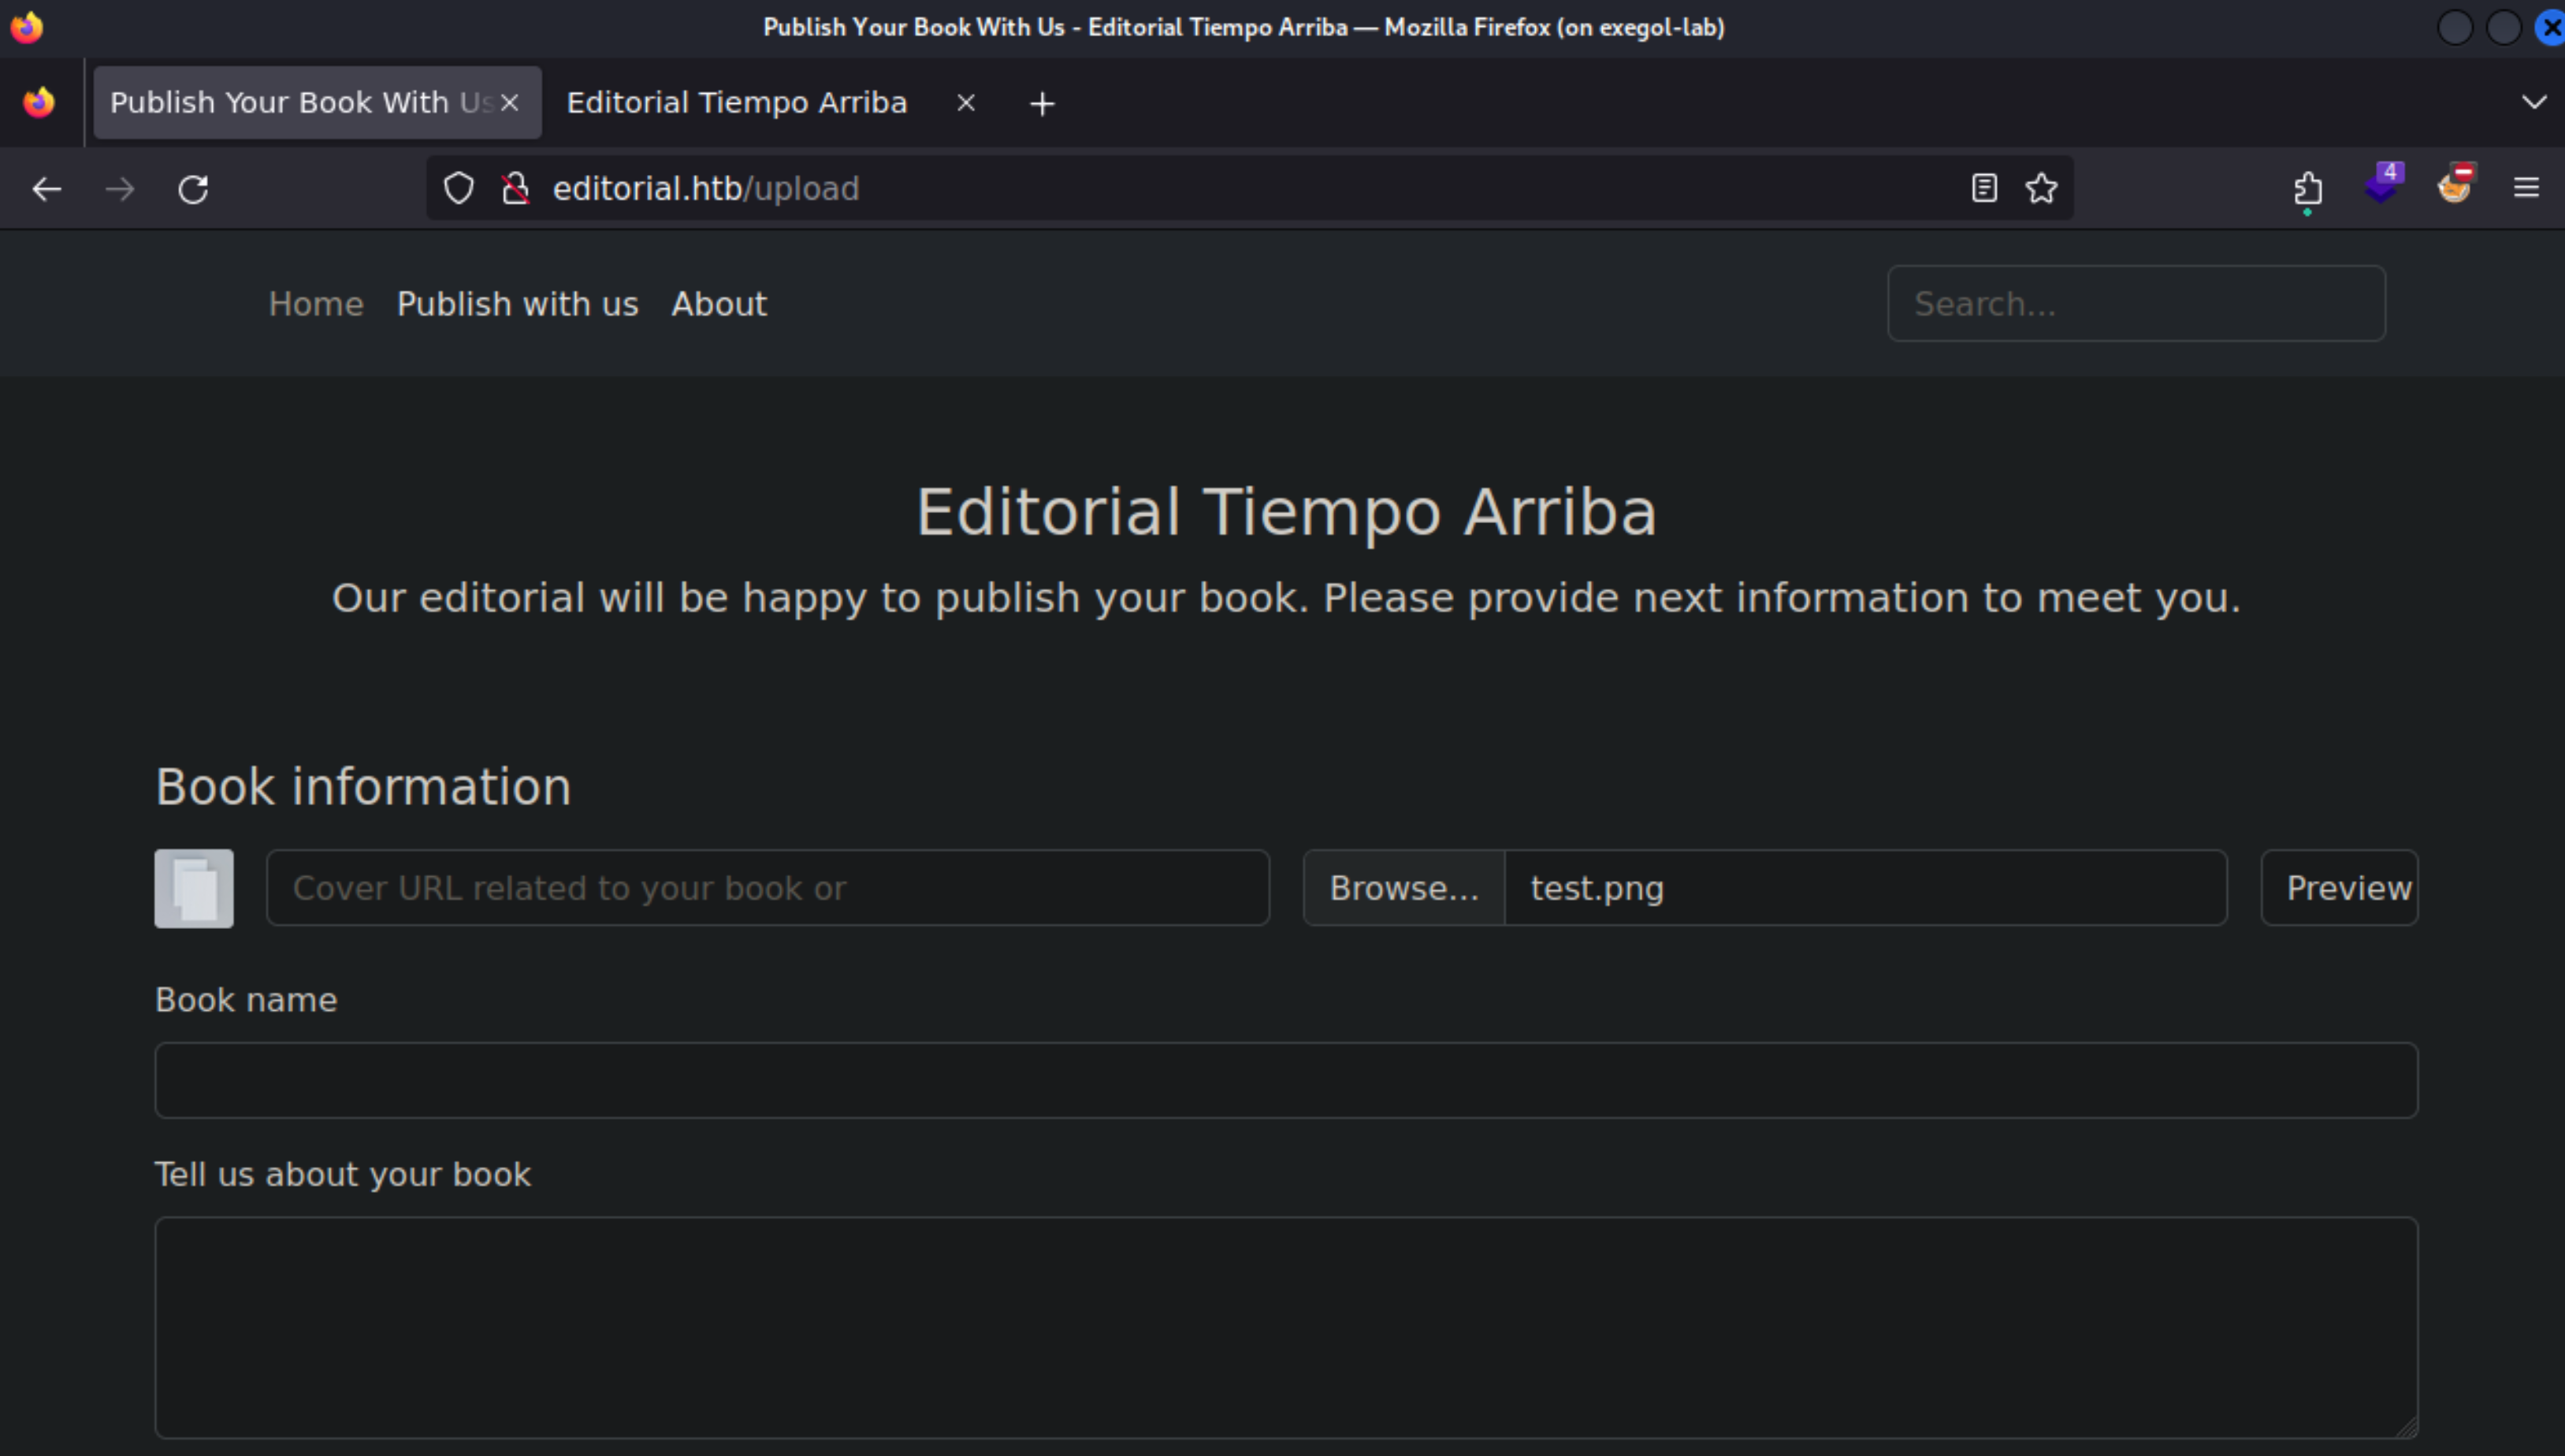 Publish Your Book With Us - Editorial Tiempo Arriba — Mozilla Firefox (on exegol-lab)
Publish Your Book With Us
Editorial Tiempo Arriba
editorial.htb/upload
4
Home Publish with us About Search...
Editorial Tiempo Arriba
Our editorial will be happy to publish your book. Please provide next information to meet you.
Book information
Cover URL related to your book or Browse... test.png Preview
Book name
Tell us about your book